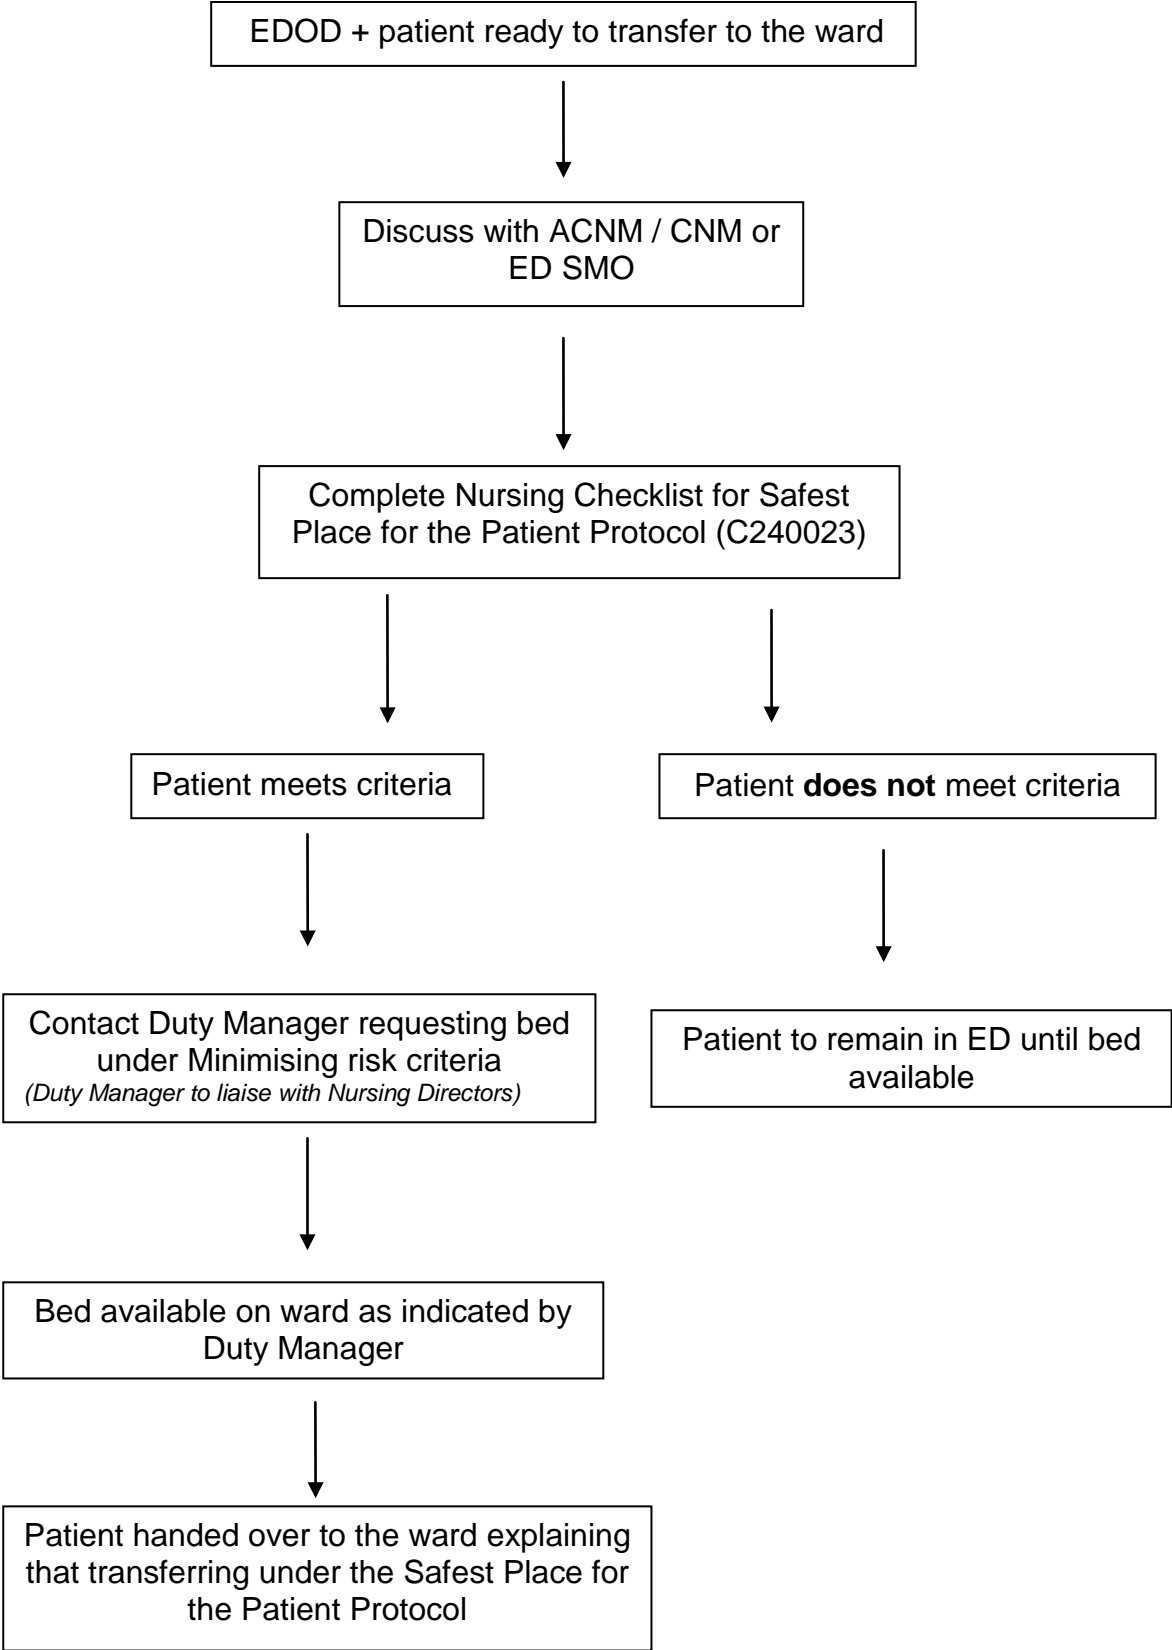 EDOD + patient ready to transfer to the ward
Discuss with ACNM / CNM or
ED SMO
Complete Nursing Checklist for Safest
Place for the Patient Protocol (C240023)
Patient meets criteria
Patient does not meet criteria
Contact Duty Manager requesting bed
under Minimising risk criteria
(Duty Manager to liaise with Nursing Directors)
Patient to remain in ED until bed
available
Bed available on ward as indicated by
Duty Manager
Patient handed over to the ward explaining
that transferring under the Safest Place for
the Patient Protocol